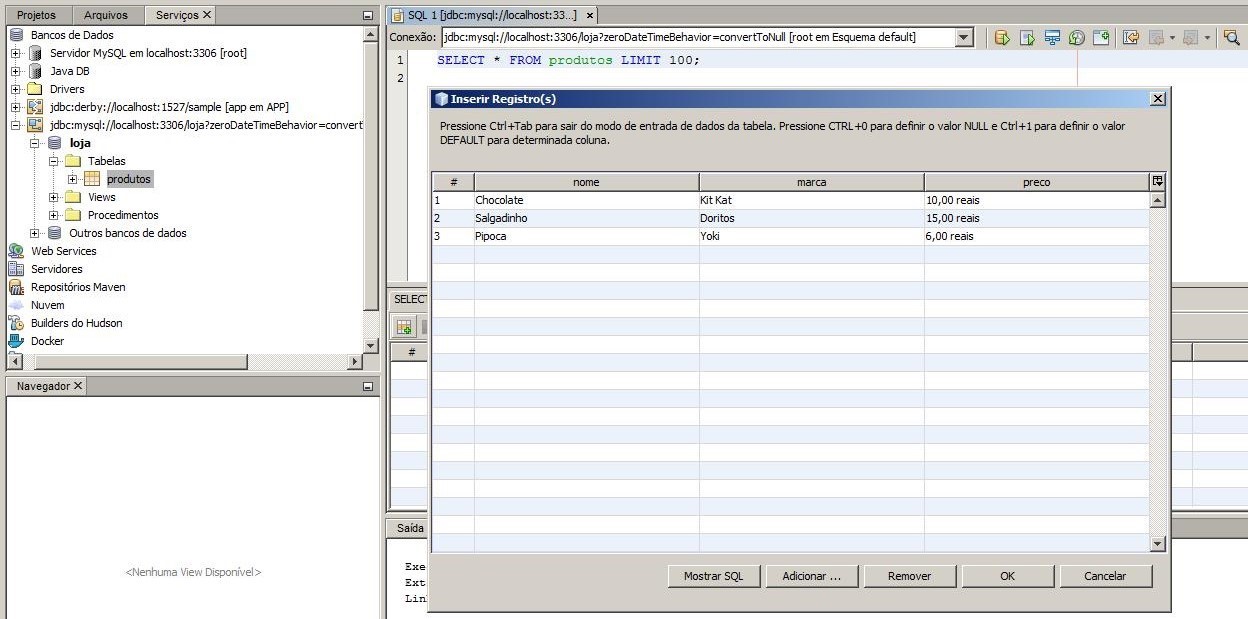 Projetos Arquivos Serviços
Bancos de Dados
Servidor MySQL em localhost:3306 [root]
Java DB
Drivers
jdbc:derby://localhost:1527/sample [app em APP]
jdbc:mysql://localhost:3306/loja?zeroDateTimeBehavior=convert
loja
Tabelas
produtos
Views
Procedimentos
Outros bancos de dados
Web Services
Servidores
Repositórios Maven
Nuvem
Builders do Hudson
Docker
Navegador
<Nenhuma View Disponível>
SQL 1 [jdbc:mysql://localhost:33...]
Conexão: jdbc:mysql://localhost:3306/loja?zeroDateTimeBehavior=convertToNull [root em Esquema default]
1 SELECT * FROM produtos LIMIT 100;
2
Inserir Registro(s)
Pressione Ctrl+Tab para sair do modo de entrada de dados da tabela. Pressione CTRL+0 para definir o valor NULL e Ctrl+1 para definir o valor
DEFAULT para determinada coluna.
# nome marca preco
1 Chocolate Kit Kat 10,00 reais
2 Salgadinho Doritos 15,00 reais
3 Pipoca Yoki 6,00 reais
Mostrar SQL Adicionar ... Remover OK Cancelar
SELECT
#
Saída
Exe
Ext
Lin